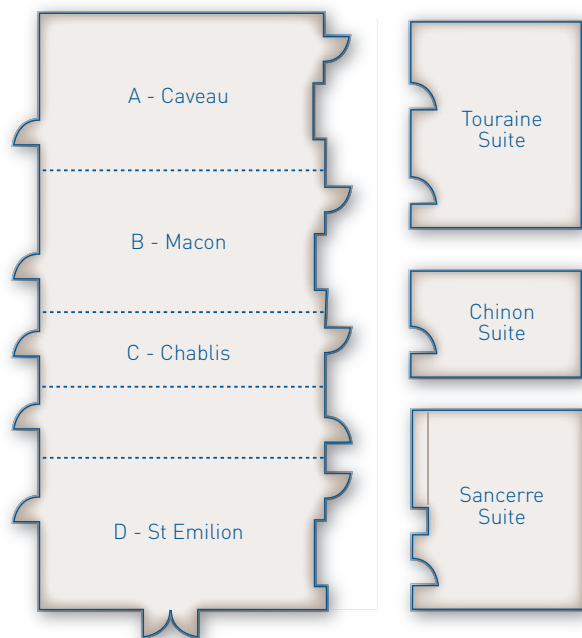 A - Caveau
B - Macon
C - Chablis
D - St Emilion
Touraine
Suite
Chinon
Suite
Sancerre
Suite